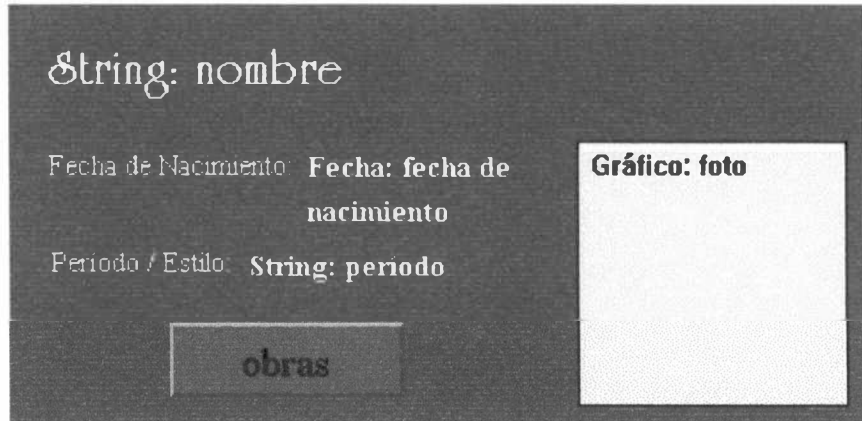 String: nombre
Fecha de Nacimiento: Fecha: fecha de
nacimiento
Gráfico: foto
Periodo / Estilo: String: periodo
obras